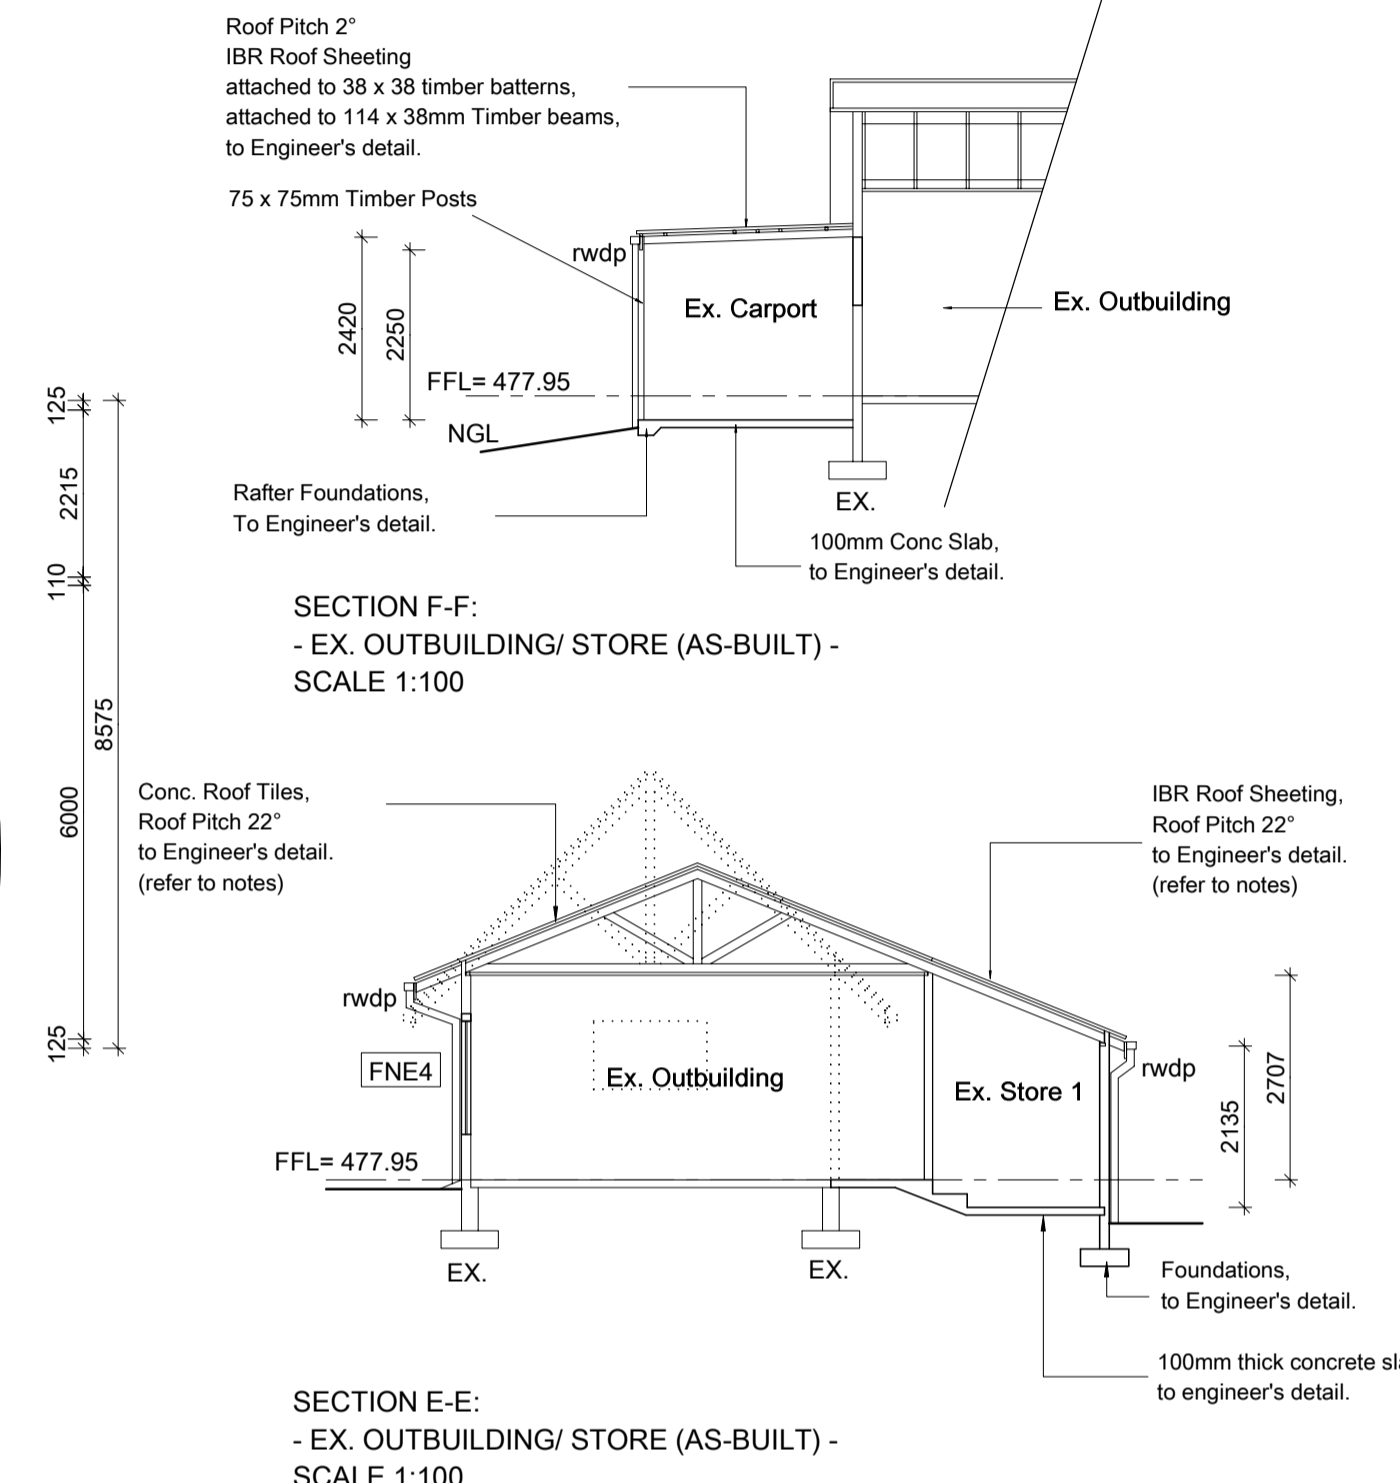 Roof Pitch 2°
IBR Roof Sheeting
attached to 38 x 38 timber batterns,
attached to 114 x 38mm Timber beams,
to Engineer's detail.
75 x 75mm Timber Posts
rwdp
2420
2250
Ex. Carport
Ex. Outbuilding
FFL= 477.95
NGL
125
2215
110
8575
6000
125
Rafter Foundations,
To Engineer's detail.
EX.
100mm Conc Slab,
to Engineer's detail.
SECTION F-F:
- EX. OUTBUILDING/ STORE (AS-BUILT) -
SCALE 1:100
Conc. Roof Tiles,
Roof Pitch 22°
to Engineer's detail.
(refer to notes)
IBR Roof Sheeting,
Roof Pitch 22°
to Engineer's detail.
(refer to notes)
rwdp
FNE4
Ex. Outbuilding
Ex. Store 1
rwdp
2135
2707
FFL= 477.95
EX.
EX.
Foundations,
to Engineer's detail.
100mm thick concrete
to engineer's detail.
SECTION E-E:
- EX. OUTBUILDING/ STORE (AS-BUILT) -
SCALE 1:100